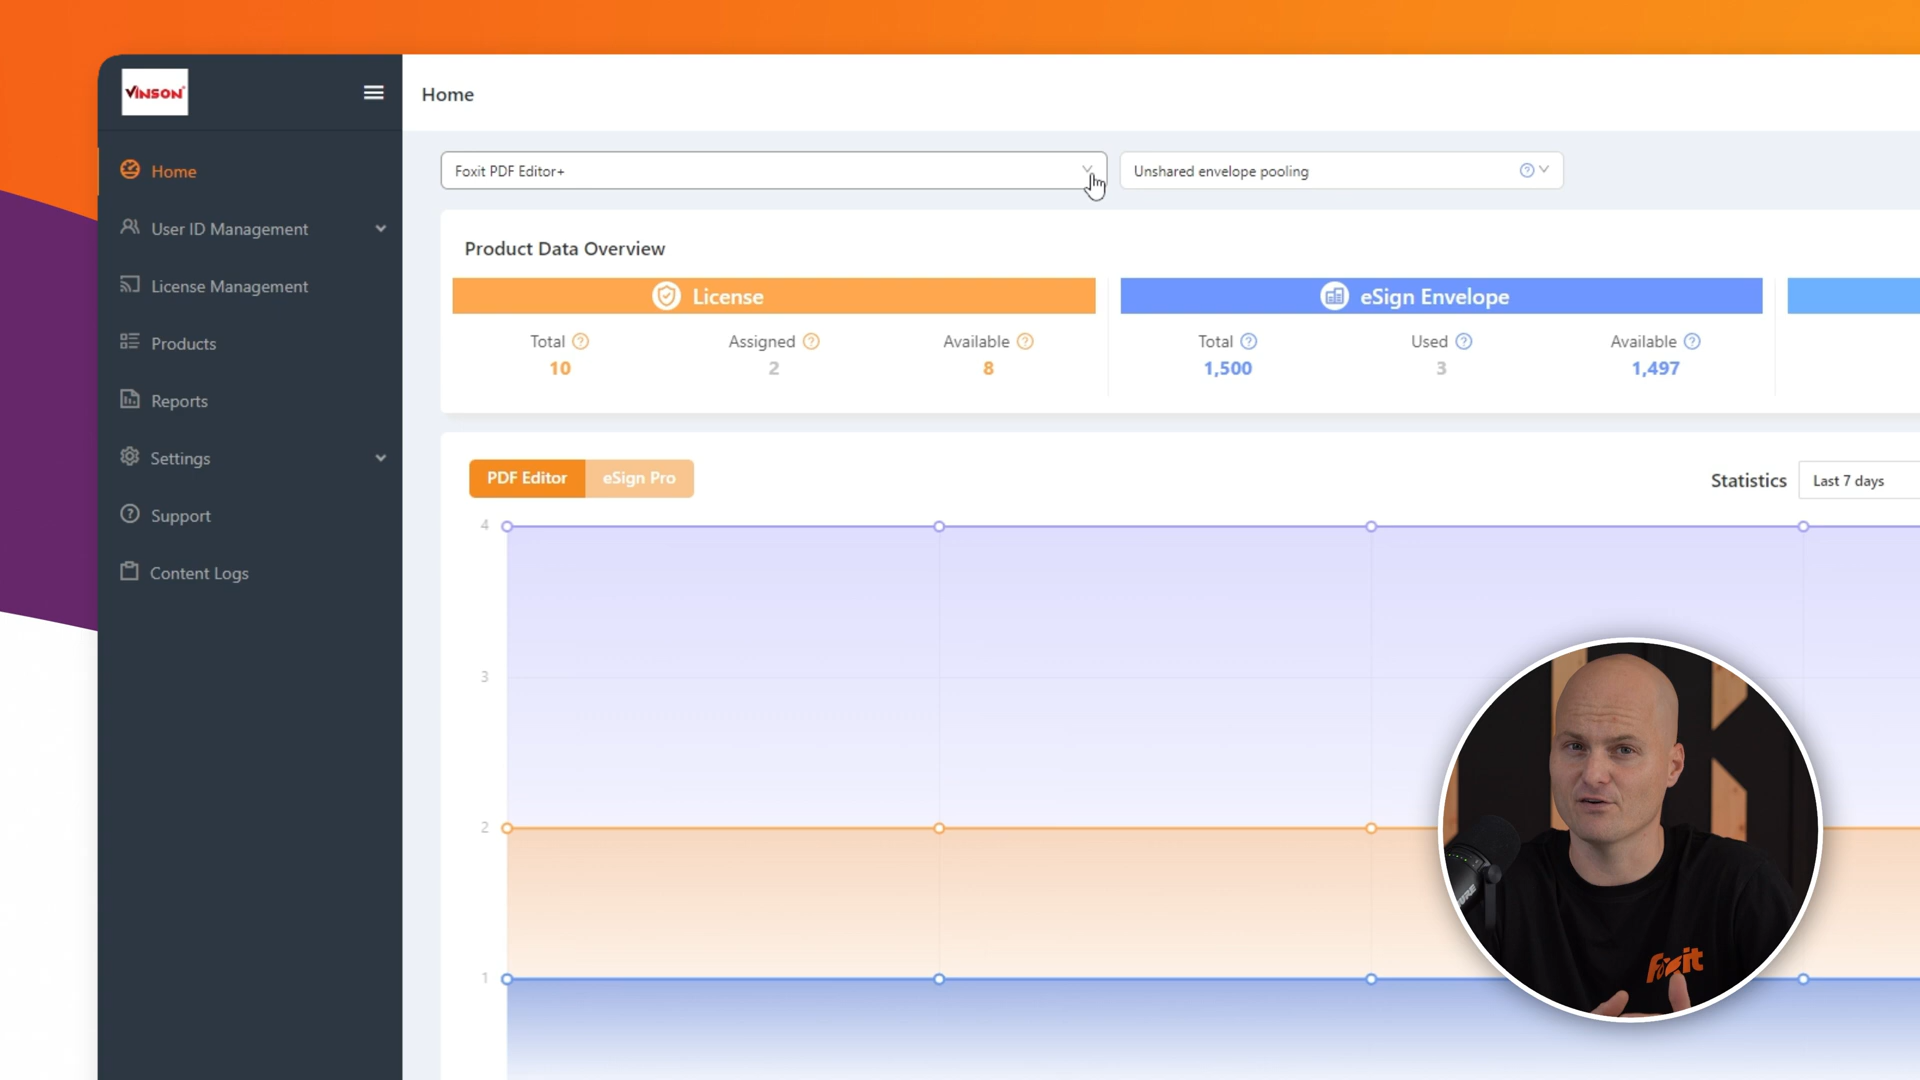 VINSON
Home
Home
User ID Management
License Management
Products
Reports
Settings
Support
Content Logs
Foxit PDF Editor+
Unshared envelope pooling
Product Data Overview
License
Total
10
Assigned
2
Available
8
eSign Envelope
Total
1,500
Used
3
Available
1,497
PDF Editor
eSign Pro
Statistics
Last 7 days
4
3
2
1
Foxit